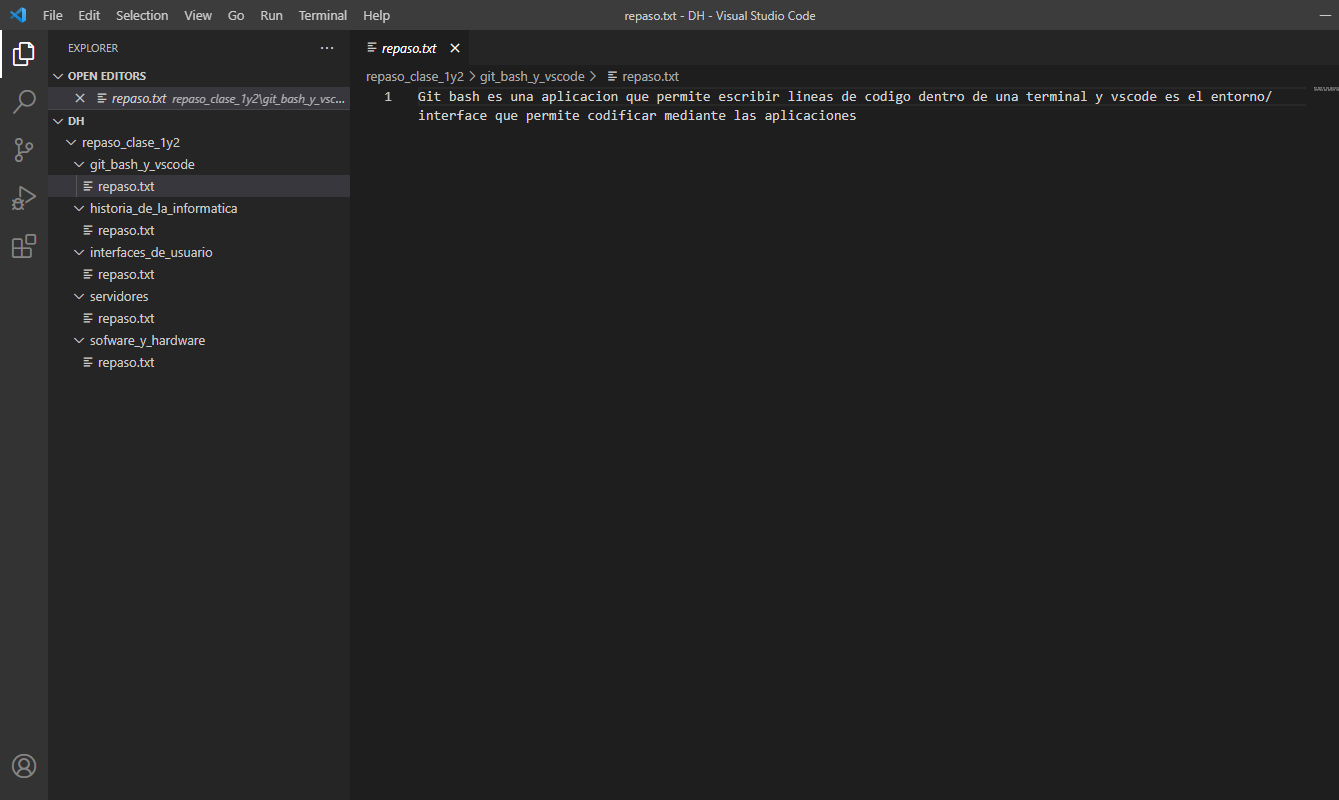 File Edit Selection View Go Run Terminal Help
repaso.txt - DH - Visual Studio Code
EXPLORER
OPEN EDITORS
repaso.txt repaso_clase_1y2\git_bash_y_vsc...
DH
repaso_clase_1y2
git_bash_y_vscode
repaso.txt
historia_de_la_informatica
repaso.txt
interfaces_de_usuario
repaso.txt
servidores
repaso.txt
sofware_y_hardware
repaso.txt
repaso.txt
repaso_clase_1y2 > git_bash_y_vscode > repaso.txt
1 Git bash es una aplicacion que permite escribir lineas de codigo dentro de una terminal y vscode es el entorno/
interface que permite codificar mediante las aplicaciones